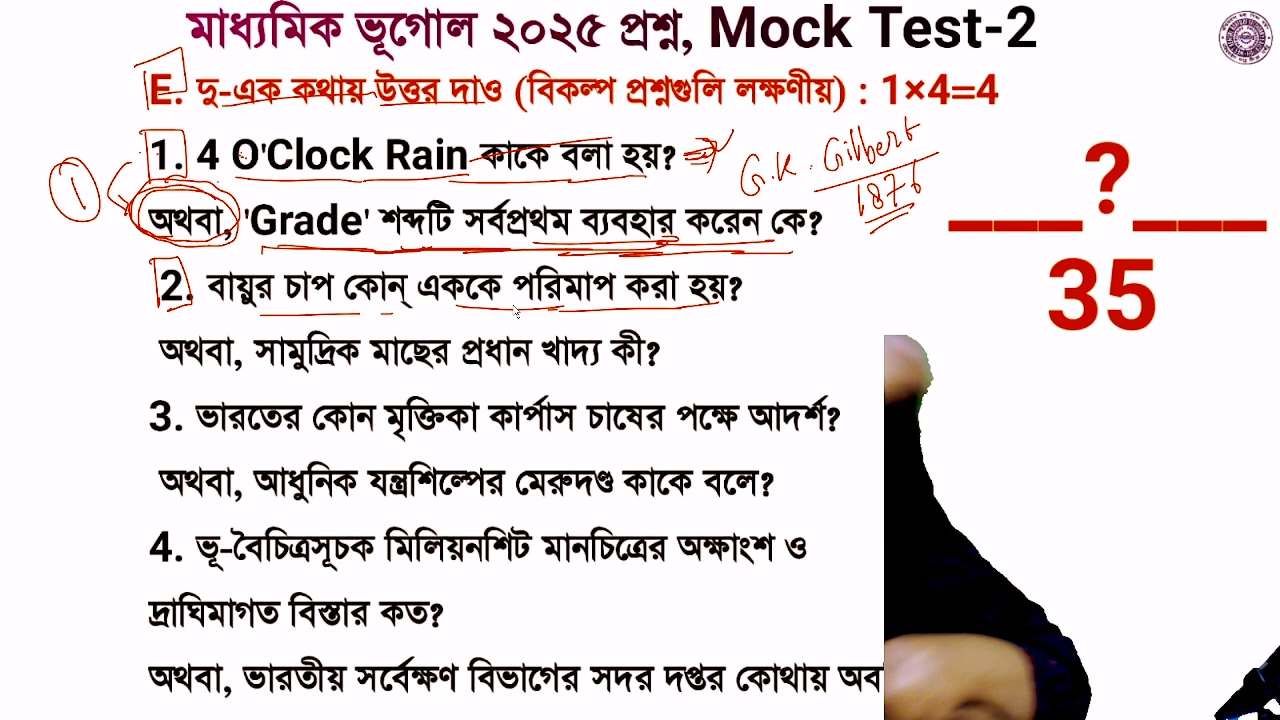 মাধ্যমিক ভূগোল ২০২৫ প্রশ্ন, Mock Test-2
E. দু-এক কথায় উত্তর দাও (বিকল্প প্রশ্নগুলি লক্ষণীয়) : 1×4=4
1. 4 O'Clock Rain কাকে বলা হয়? G.K. Gilbert
1876
① অথবা, 'Grade' শব্দটি সর্বপ্রথম ব্যবহার করেন কে?
___?___
35
2. বায়ুর চাপ কোন্ এককে পরিমাপ করা হয়?
অথবা, সামুদ্রিক মাছের প্রধান খাদ্য কী?
3. ভারতের কোন মৃক্তিকা কার্পাস চাষের পক্ষে আদর্শ?
অথবা, আধুনিক যন্ত্রশিল্পের মেরুদণ্ড কাকে বলে?
4. ভূ-বৈচিত্রসূচক মিলিয়নশিট মানচিত্রের অক্ষাংশ ও
দ্রাঘিমাগত বিস্তার কত?
অথবা, ভারতীয় সর্বেক্ষণ বিভাগের সদর দপ্তর কোথায় অব